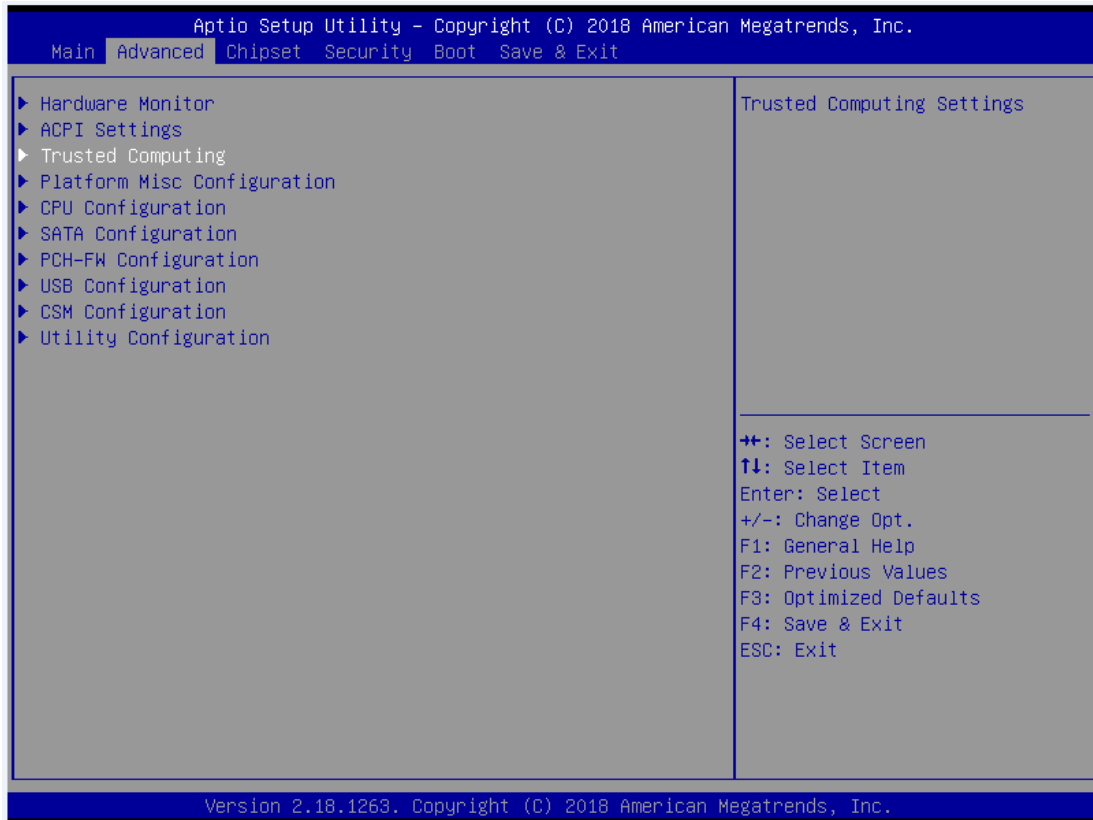 Aptio Setup Utility – Copyright (C) 2018 American Megatrends, Inc.
Main Advanced Chipset Security Boot Save & Exit
Hardware Monitor
ACPI Settings
Trusted Computing
Platform Misc Configuration
CPU Configuration
SATA Configuration
PCH-FW Configuration
USB Configuration
CSM Configuration
Utility Configuration
Trusted Computing Settings
→←: Select Screen
↑↓: Select Item
Enter: Select
+/-: Change Opt.
F1: General Help
F2: Previous Values
F3: Optimized Defaults
F4: Save & Exit
ESC: Exit
Version 2.18.1263. Copyright (C) 2018 American Megatrends, Inc.